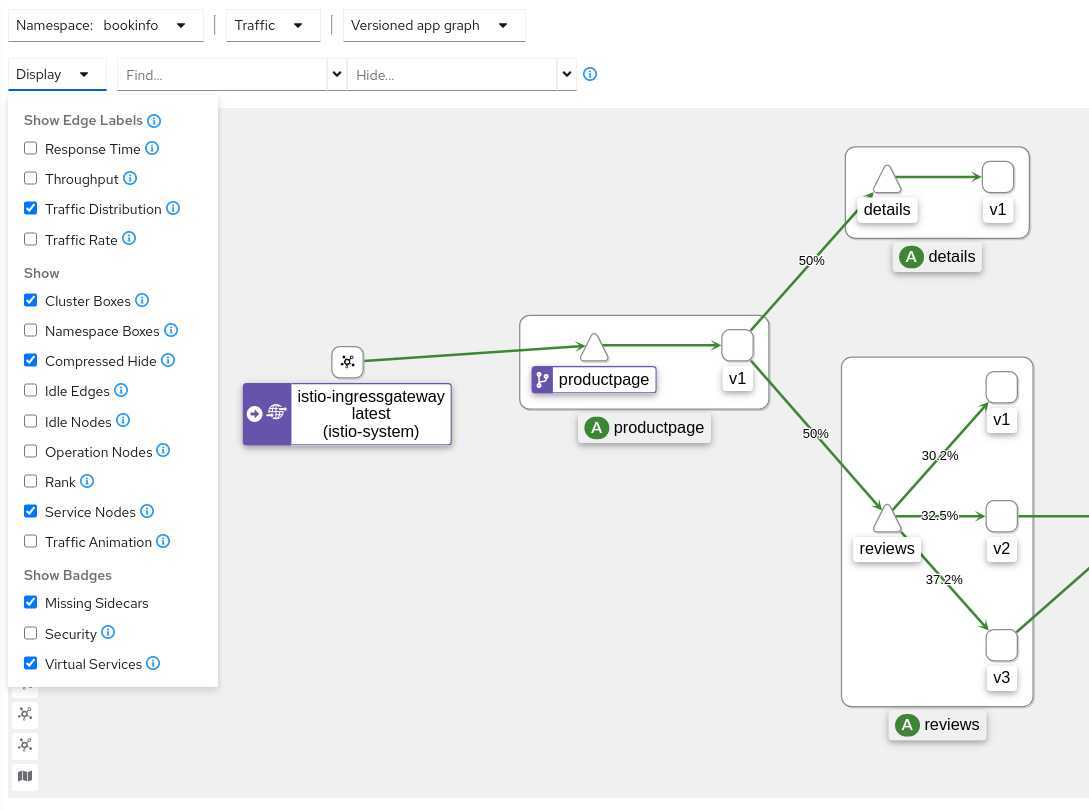 Namespace: bookinfo
Traffic
Versioned app graph
Display
Find...
Hide...
Show Edge Labels
Response Time
Throughput
Traffic Distribution
Traffic Rate
Show
Cluster Boxes
Namespace Boxes
Compressed Hide
Idle Edges
Idle Nodes
Operation Nodes
Rank
Service Nodes
Traffic Animation
Show Badges
Missing Sidecars
Security
Virtual Services
istio-ingressgateway
latest
(istio-system)
productpage
v1
A productpage
50%
50%
details
v1
A details
30.2%
32.5%
37.2%
reviews
v1
v2
v3
A reviews